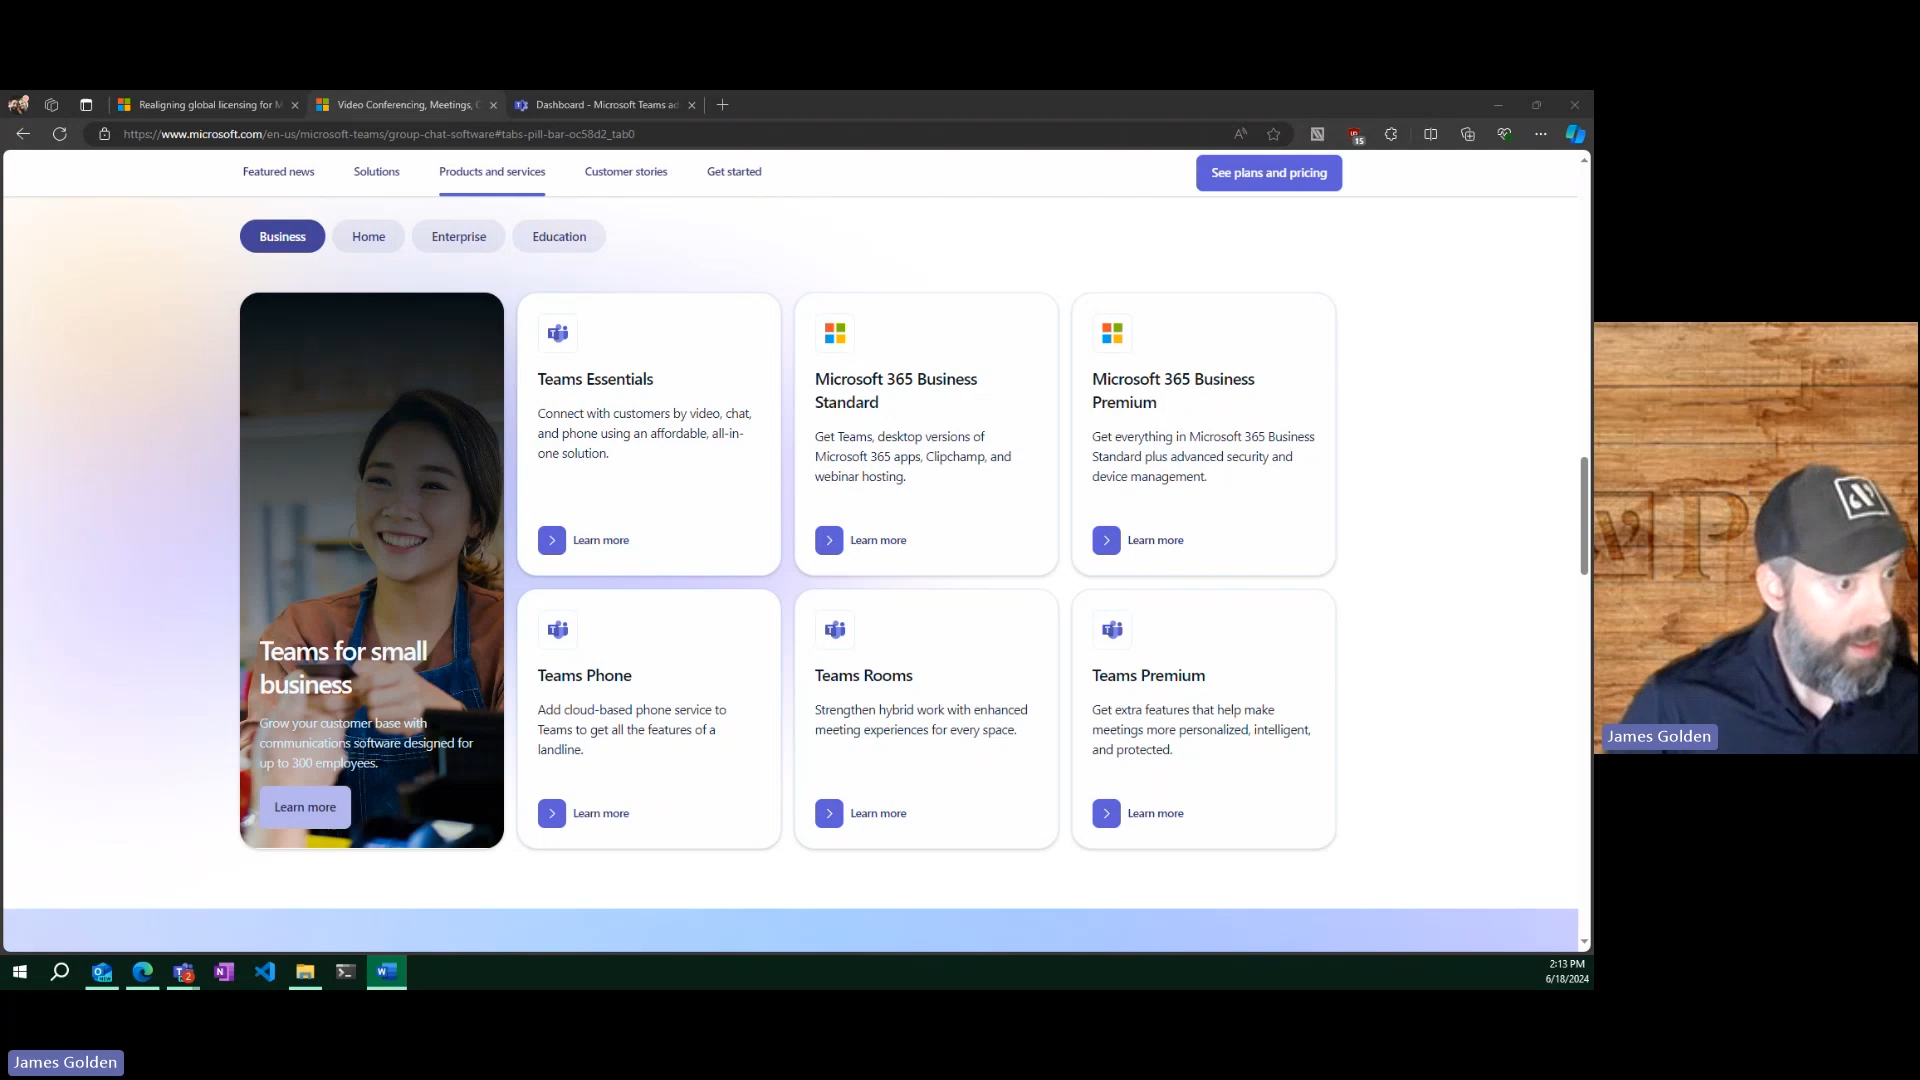 Realigning global licensing for M
Video Conferencing, Meetings, C
Dashboard - Microsoft Teams ad
https://www.microsoft.com/en-us/microsoft-teams/group-chat-software#tabs-pill-bar-oc58d2_tab0
15
Featured news
Solutions
Products and services
Customer stories
Get started
See plans and pricing
Business
Home
Enterprise
Education
Teams for small
business
Grow your customer base with
communications software designed for
up to 300 employees.
Learn more
Teams Essentials
Connect with customers by video, chat,
and phone using an affordable, all-in-
one solution.
Learn more
Microsoft 365 Business
Standard
Get Teams, desktop versions of
Microsoft 365 apps, Clipchamp, and
webinar hosting.
Learn more
Microsoft 365 Business
Premium
Get everything in Microsoft 365 Business
Standard plus advanced security and
device management.
Learn more
Teams Phone
Add cloud-based phone service to
Teams to get all the features of a
landline.
Learn more
Teams Rooms
Strengthen hybrid work with enhanced
meeting experiences for every space.
Learn more
Teams Premium
Get extra features that help make
meetings more personalized, intelligent,
and protected.
Learn more
James Golden
2
2:13 PM
6/18/2024
James Golden